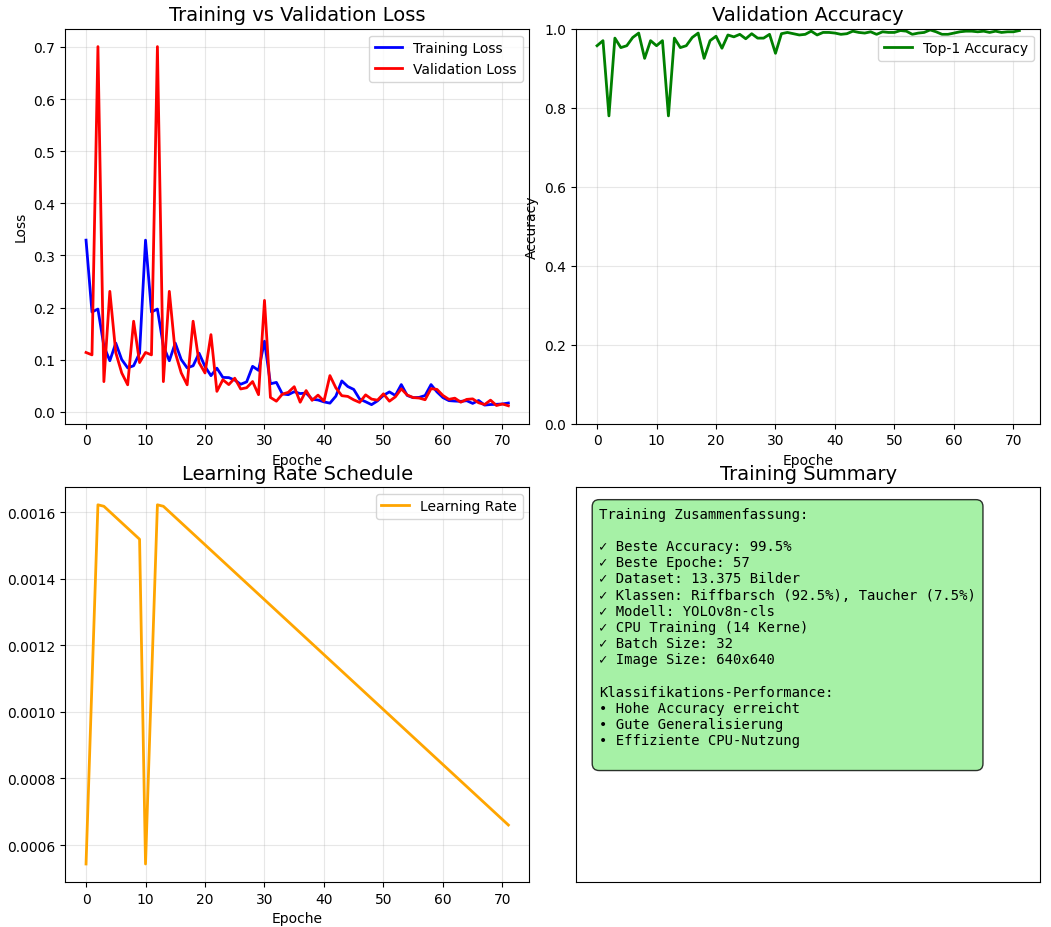 Training vs Validation Loss
Training Loss
Validation Loss
0.7
0.6
0.5
0.4
0.3
0.2
0.1
0.0
Loss
0 10 20 30 40 50 60 70
Epoche
Validation Accuracy
Top-1 Accuracy
1.0
0.8
0.6
0.4
0.2
0.0
Accuracy
0 10 20 30 40 50 60 70
Epoche
Learning Rate Schedule
Learning Rate
0.0016
0.0014
0.0012
0.0010
0.0008
0.0006
0 10 20 30 40 50 60 70
Epoche
Training Summary
Training Zusammenfassung:
✓ Beste Accuracy: 99.5%
✓ Beste Epoche: 57
✓ Dataset: 13.375 Bilder
✓ Klassen: Riffbarsch (92.5%), Taucher (7.5%)
✓ Modell: YOLOv8n-cls
✓ CPU Training (14 Kerne)
✓ Batch Size: 32
✓ Image Size: 640x640
Klassifikations-Performance:
• Hohe Accuracy erreicht
• Gute Generalisierung
• Effiziente CPU-Nutzung